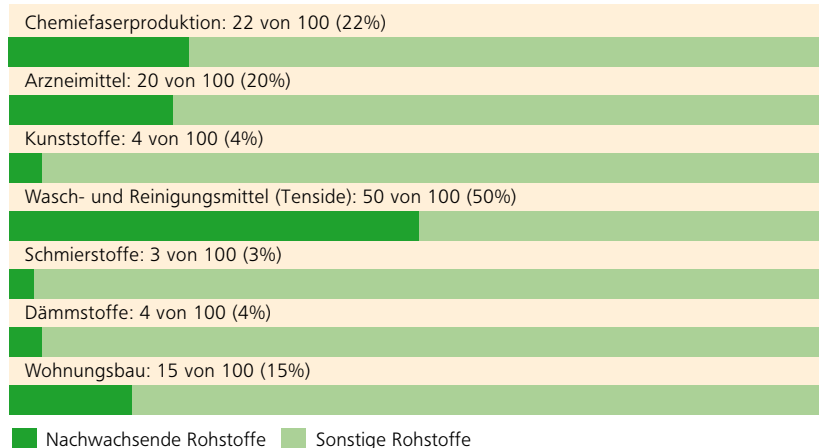 Chemiefaserproduktion: 22 von 100 (22%)
Arzneimittel: 20 von 100 (20%)
Kunststoffe: 4 von 100 (4%)
Wasch- und Reinigungsmittel (Tenside): 50 von 100 (50%)
Schmierstoffe: 3 von 100 (3%)
Dämmstoffe: 4 von 100 (4%)
Wohnungsbau: 15 von 100 (15%)
Nachwachsende Rohstoffe Sonstige Rohstoffe